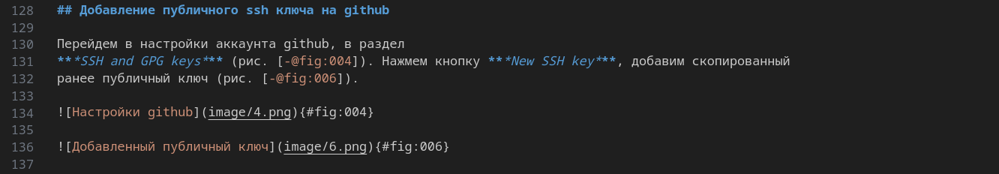 128 ## Добавление публичного ssh ключа на github
129
130 Перейдем в настройки аккаунта github, в раздел
131 ***SSH and GPG keys*** (рис. [-@fig:004]). Нажмем кнопку ***New SSH key***, добавим скопированный
132 ранее публичный ключ (рис. [-@fig:006]).
133
134 ![Настройки github](image/4.png){#fig:004}
135
136 ![Добавленный публичный ключ](image/6.png){#fig:006}
137